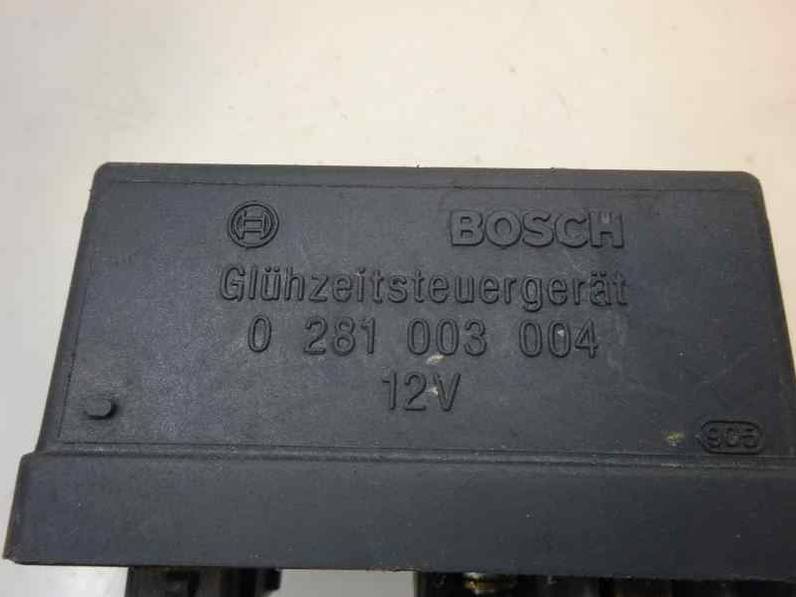 BOSCH
Glühzeitsteuergerät
0 281 003 004
12V
905